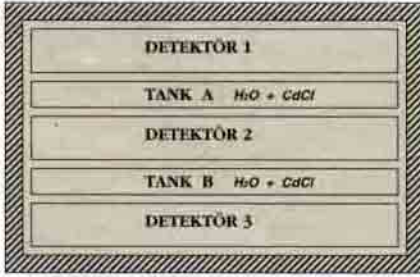 DETEKTÖR 1
TANK A H₂O + CdCl
DETEKTÖR 2
TANK B H₂O + CdCl
DETEKTÖR 3